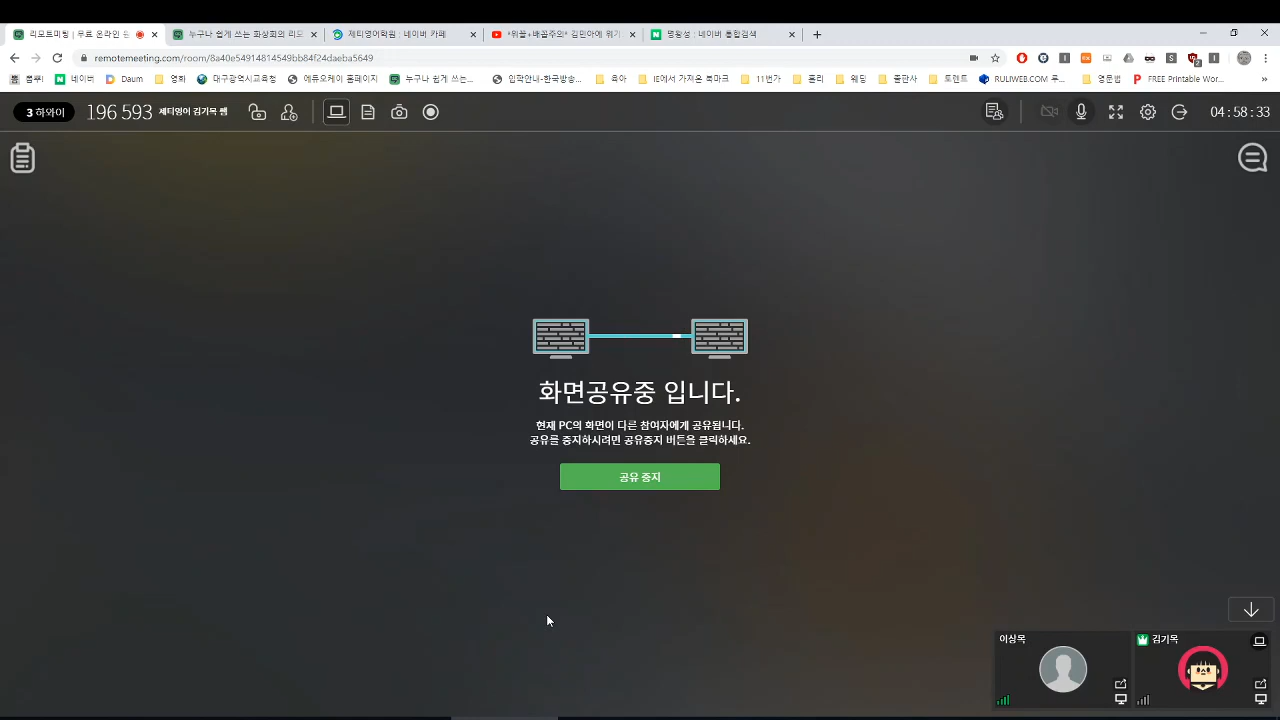 리모트미팅 | 무료 온라인 화
누구나 쉽게 쓰는 화상회의 리모
제티영어학원 : 네이버 카페
명왕성 : 네이버 통합검색
remotemeeting.com/room/8a40e5914814549bb84f24daeba5649
네이버
Daum
영화
대구광역시교육청
에듀오케이 홈페이지
누구나 쉽게 쓰는...
입학안내-한국방송...
육아
IE에서 가져온 북마크
11번가
홀리
웨딩
출판사
토렌트
RULIWEB.COM 루...
영문법
FREE Printable Wor...
3 하와이
196 593
제티영어 김기목 쌤
04:58:33
화면공유중 입니다.
현재 PC의 화면이 다른 참여자에게 공유됩니다.
공유를 중지하시려면 공유중지 버튼을 클릭하세요.
공유 중지
이상목
김기목